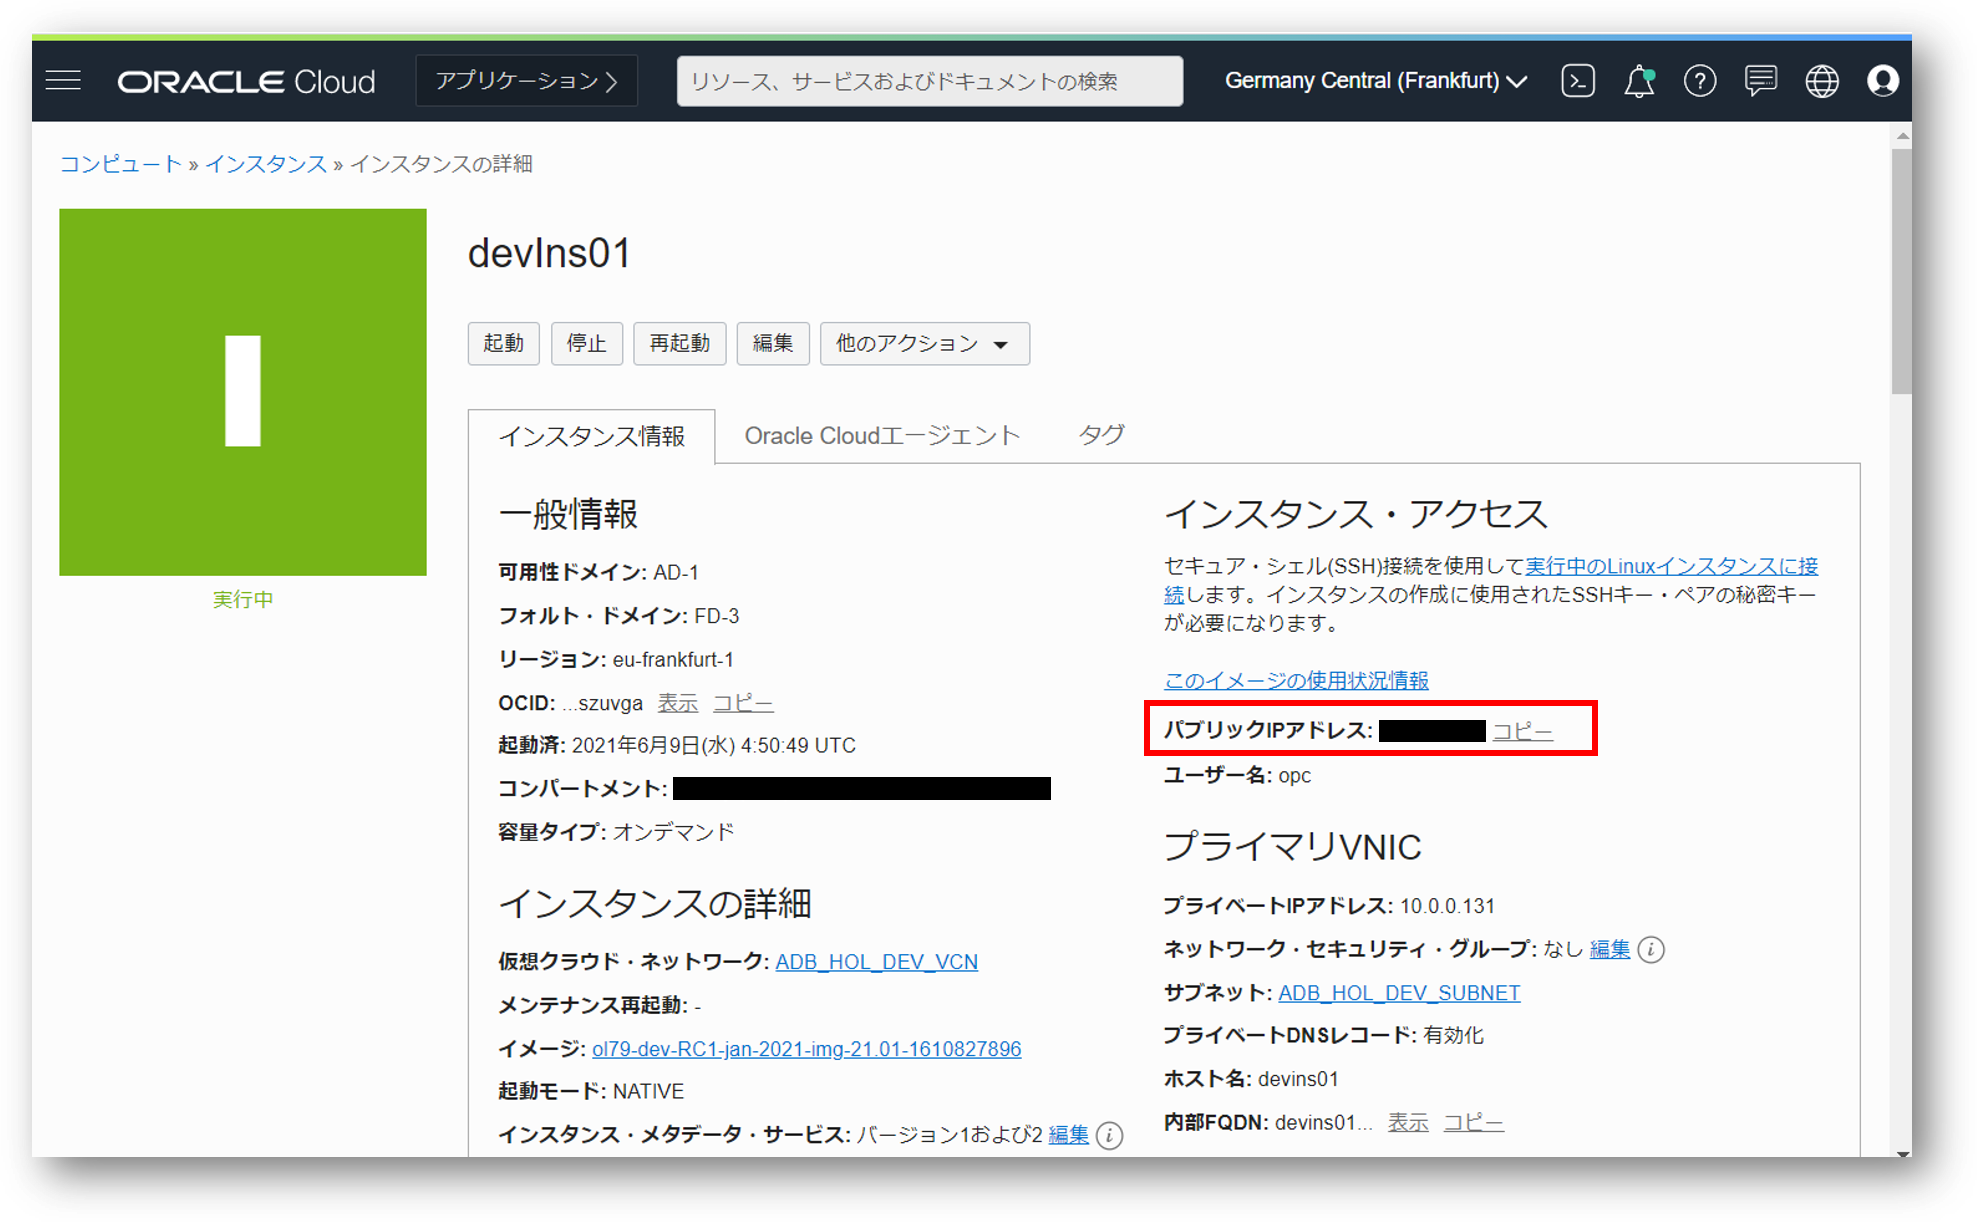 ORACLE Cloud アプリケーション リソース、サービスおよびドキュメントの検索 Germany Central (Frankfurt)
コンピュート » インスタンス » インスタンスの詳細
実行中
devIns01
起動 停止 再起動 編集 他のアクション
インスタンス情報 Oracle Cloudエージェント タグ
一般情報
可用性ドメイン: AD-1
フォルト・ドメイン: FD-3
リージョン: eu-frankfurt-1
OCID: ...szuvga 表示 コピー
起動済: 2021年6月9日(水) 4:50:49 UTC
コンパートメント:
容量タイプ: オンデマンド
インスタンスの詳細
仮想クラウド・ネットワーク: ADB_HOL_DEV_VCN
メンテナンス再起動: -
イメージ: ol79-dev-RC1-jan-2021-img-21.01-1610827896
起動モード: NATIVE
インスタンス・メタデータ・サービス: バージョン1および2 編集
インスタンス・アクセス
セキュア・シェル(SSH)接続を使用して実行中のLinuxインスタンスに接
続します。インスタンスの作成に使用されたSSHキー・ペアの秘密キー
が必要になります。
このイメージの使用状況情報
パブリックIPアドレス: コピー
ユーザー名: opc
プライマリVNIC
プライベートIPアドレス: 10.0.0.131
ネットワーク・セキュリティ・グループ: なし 編集
サブネット: ADB_HOL_DEV_SUBNET
プライベートDNSレコード: 有効化
ホスト名: devins01
内部FQDN: devins01... 表示 コピー